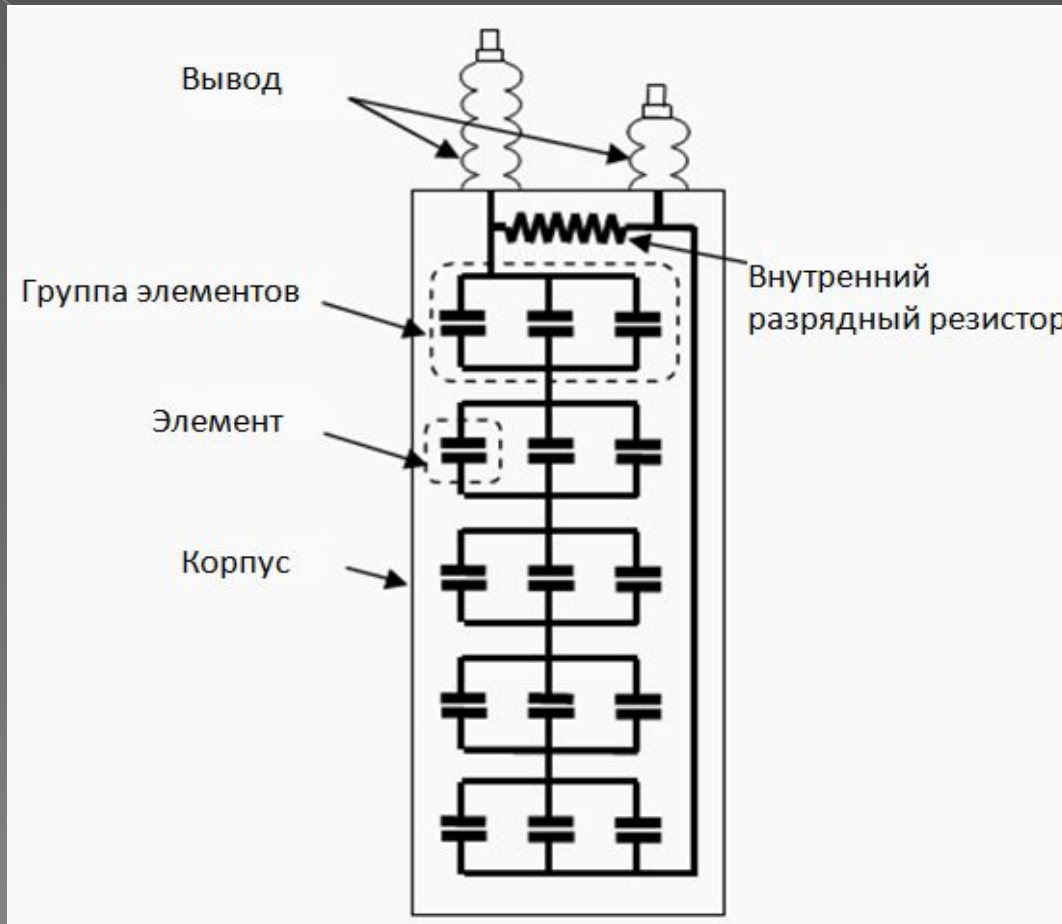 Вывод
Группа элементов
Внутренний
разрядный резистор
Элемент
Корпус